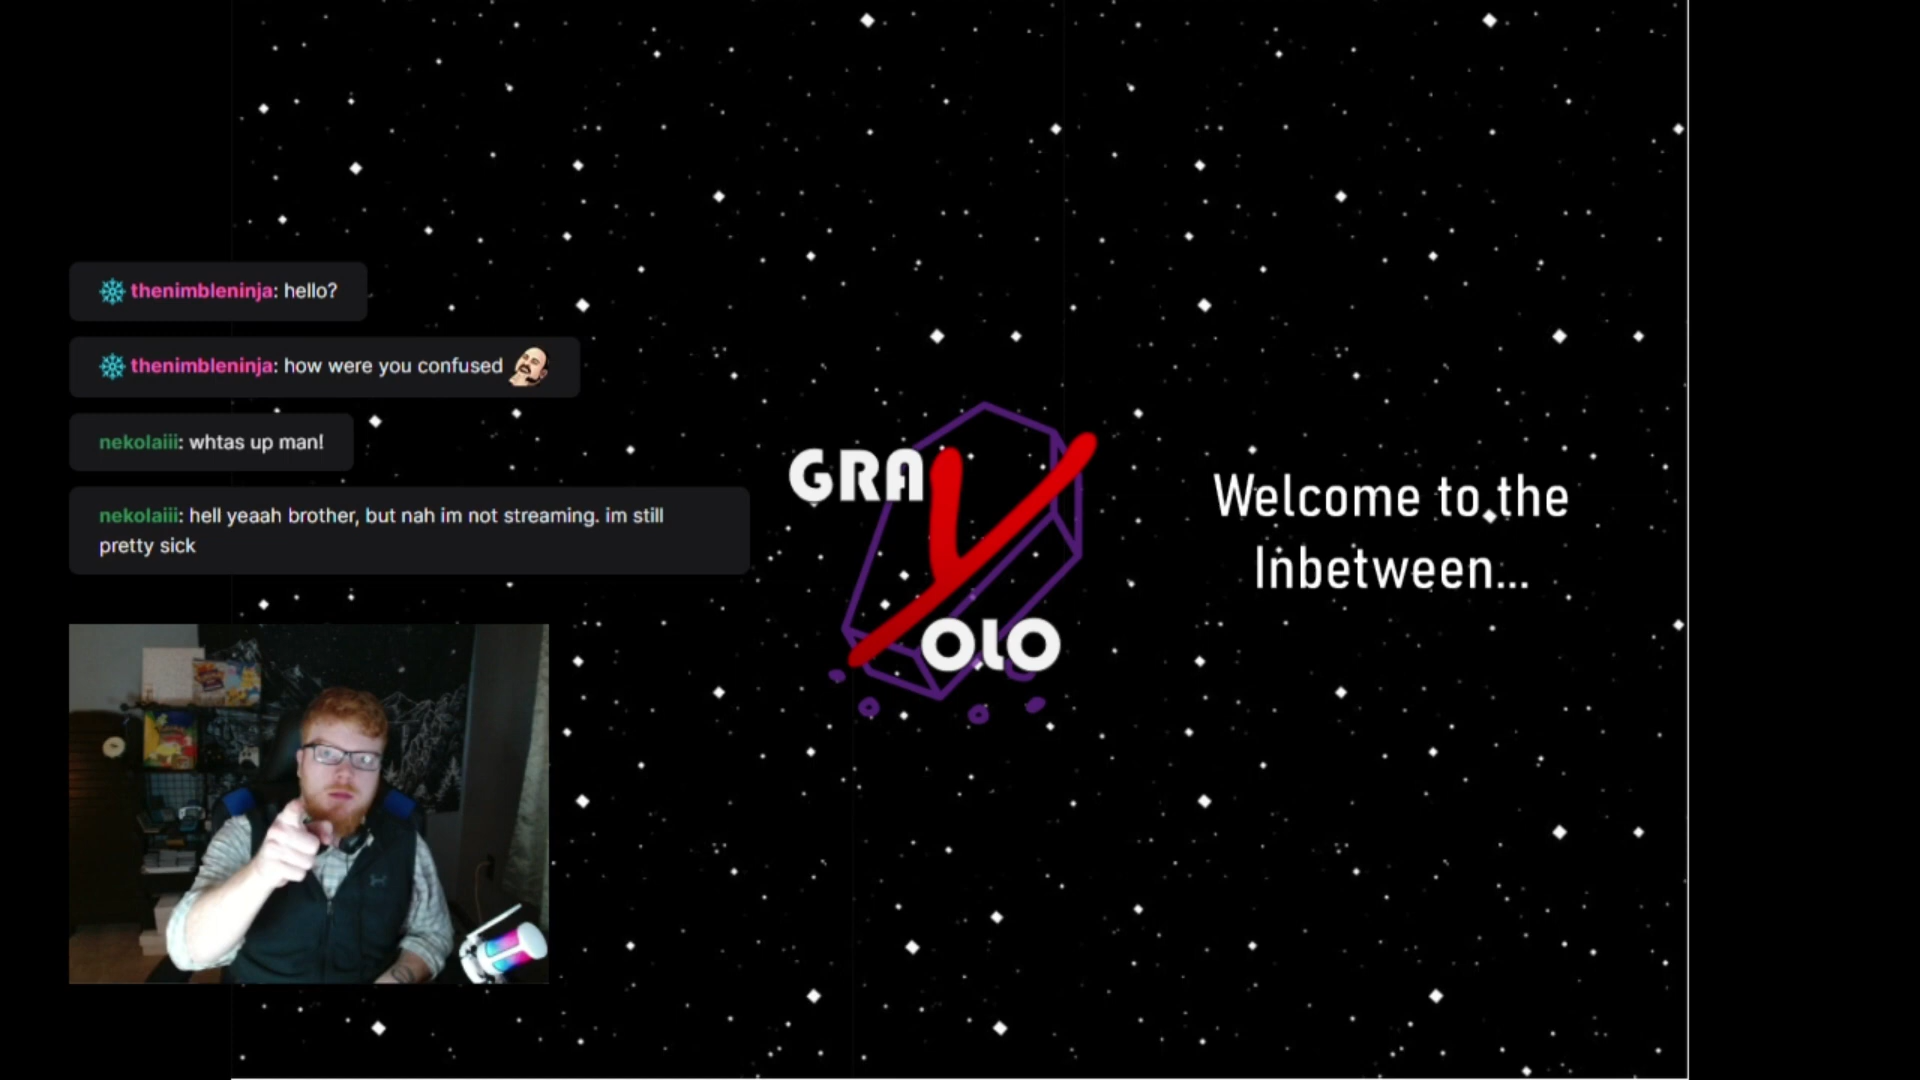 thenimbleninja: hello?
thenimbleninja: how were you confused
nekolaiii: whtas up man!
nekolaiii: hell yeaah brother, but nah im not streaming. im still
pretty sick
GRAY
YOLO
Welcome to the
Inbetween...